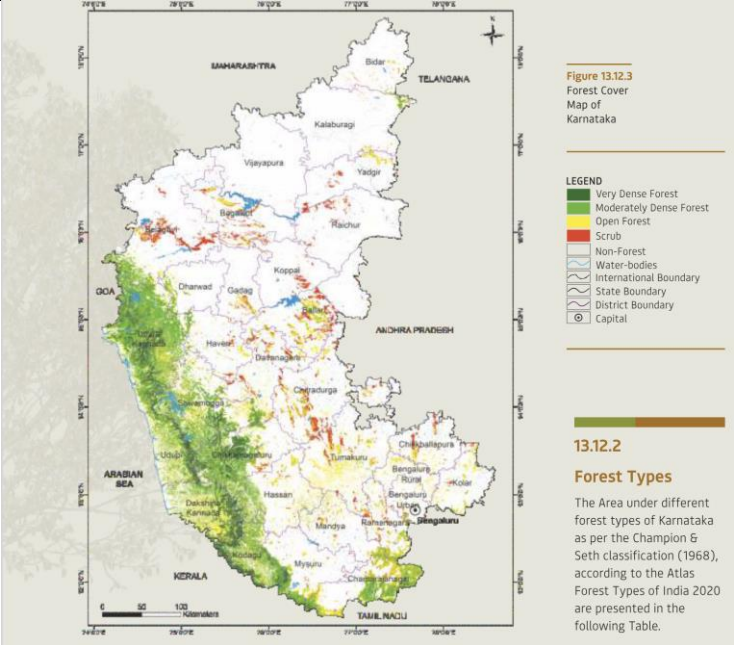 MAHARASHTRA
TELANGANA
Bidar
Kalaburagi
Vijayapura
Yadgir
Bagalkot
Raichur
Belagavi
Koppal
GOA
Dharwad
Gadag
Ballari
ANDHRA PRADESH
Uttara
Kannada
Haveri
Davanagere
Chitradurga
Shivamogga
Chikkaballapura
Udupi
Chikkamagaluru
Tumakuru
Bengaluru
Rural
Kolar
ARABIAN
SEA
Hassan
Bengaluru
Urban
Dakshina
Kannada
Mandya
Ramanagara
Bengaluru
Kodagu
Mysuru
KERALA
Chamarajanagar
0 50 100
Kilometers
TAMIL NADU
N
Figure 13.12.3
Forest Cover
Map of
Karnataka
LEGEND
Very Dense Forest
Moderately Dense Forest
Open Forest
Scrub
Non-Forest
Water-bodies
International Boundary
State Boundary
District Boundary
Capital
13.12.2
Forest Types
The Area under different
forest types of Karnataka
as per the Champion &
Seth classification (1968),
according to the Atlas
Forest Types of India 2020
are presented in the
following Table.